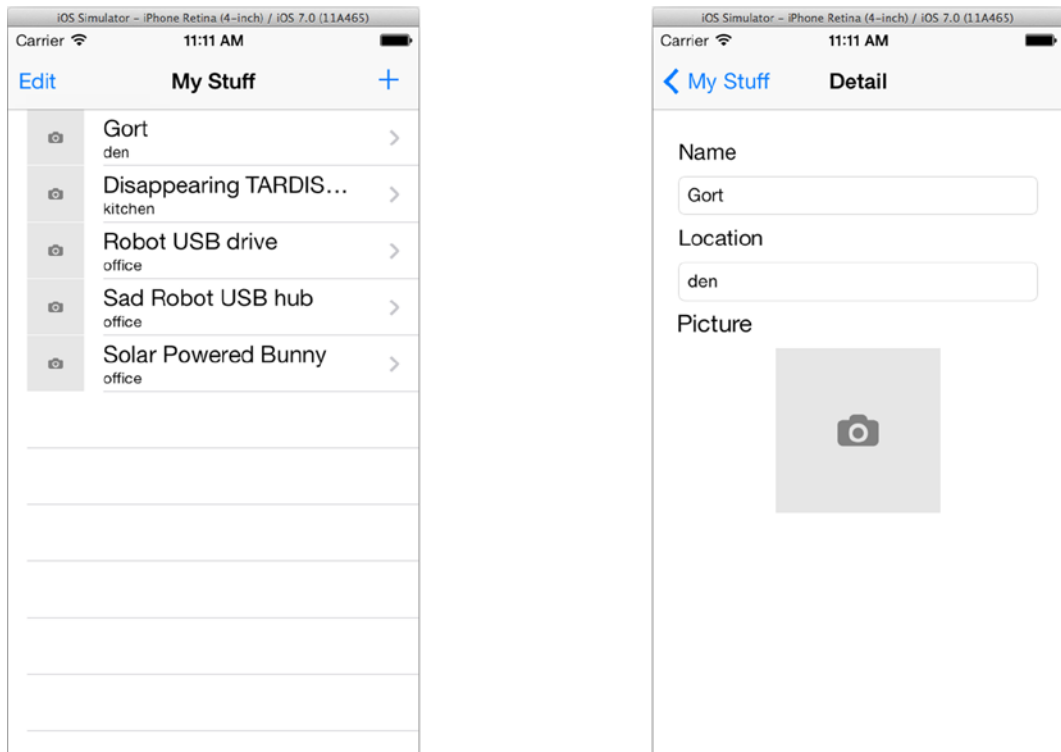 iOS Simulator – iPhone Retina (4-inch) / iOS 7.0 (11A465)
Carrier 11:11 AM
Edit My Stuff +
Gort
den
Disappearing TARDIS...
kitchen
Robot USB drive
office
Sad Robot USB hub
office
Solar Powered Bunny
office
iOS Simulator – iPhone Retina (4-inch) / iOS 7.0 (11A465)
Carrier 11:11 AM
My Stuff Detail
Name
Gort
Location
den
Picture